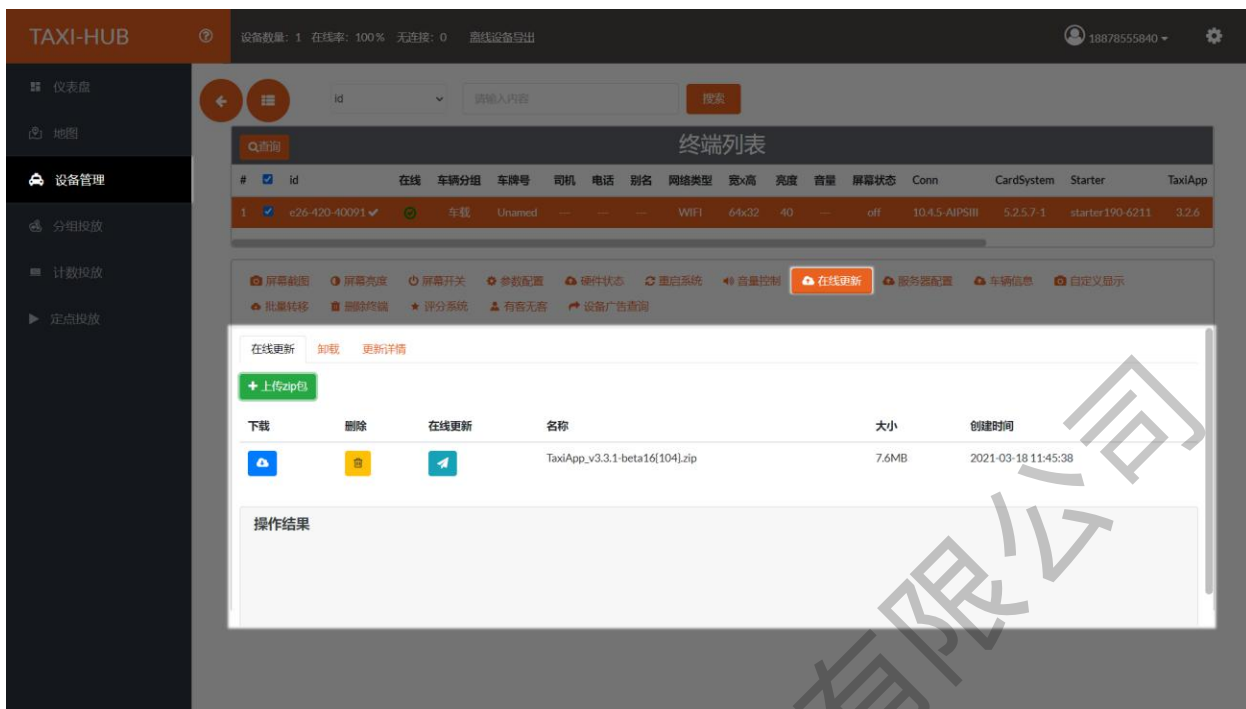 TAXI-HUB 设备数量: 1 在线率: 100% 无连接: 0 离线设备导出 18878555840
仪表盘
地图
设备管理
分组投放
计数投放
定点投放
id 请输入内容 搜索
查询 终端列表
# id 在线 车辆分组 车牌号 司机 电话 别名 网络类型 宽x高 亮度 音量 屏幕状态 Conn CardSystem Starter TaxiApp
1 e26-420-40091 车载 Unamed --- --- --- WIFI 64x32 40 --- off 10.4.5-AIPSIII 5.2.5.7-1 starter190-6211 3.2.6
屏幕截图 屏幕亮度 屏幕开关 参数配置 硬件状态 重启系统 音量控制 在线更新 服务器配置 车辆信息 自定义显示
批量转移 删除终端 评分系统 有客无客 设备广告查询
在线更新 卸载 更新详情
+ 上传zip包
下载 删除 在线更新 名称 大小 创建时间
TaxiApp_v3.3.1-beta16[104].zip 7.6MB 2021-03-18 11:45:38
操作结果
有限公司